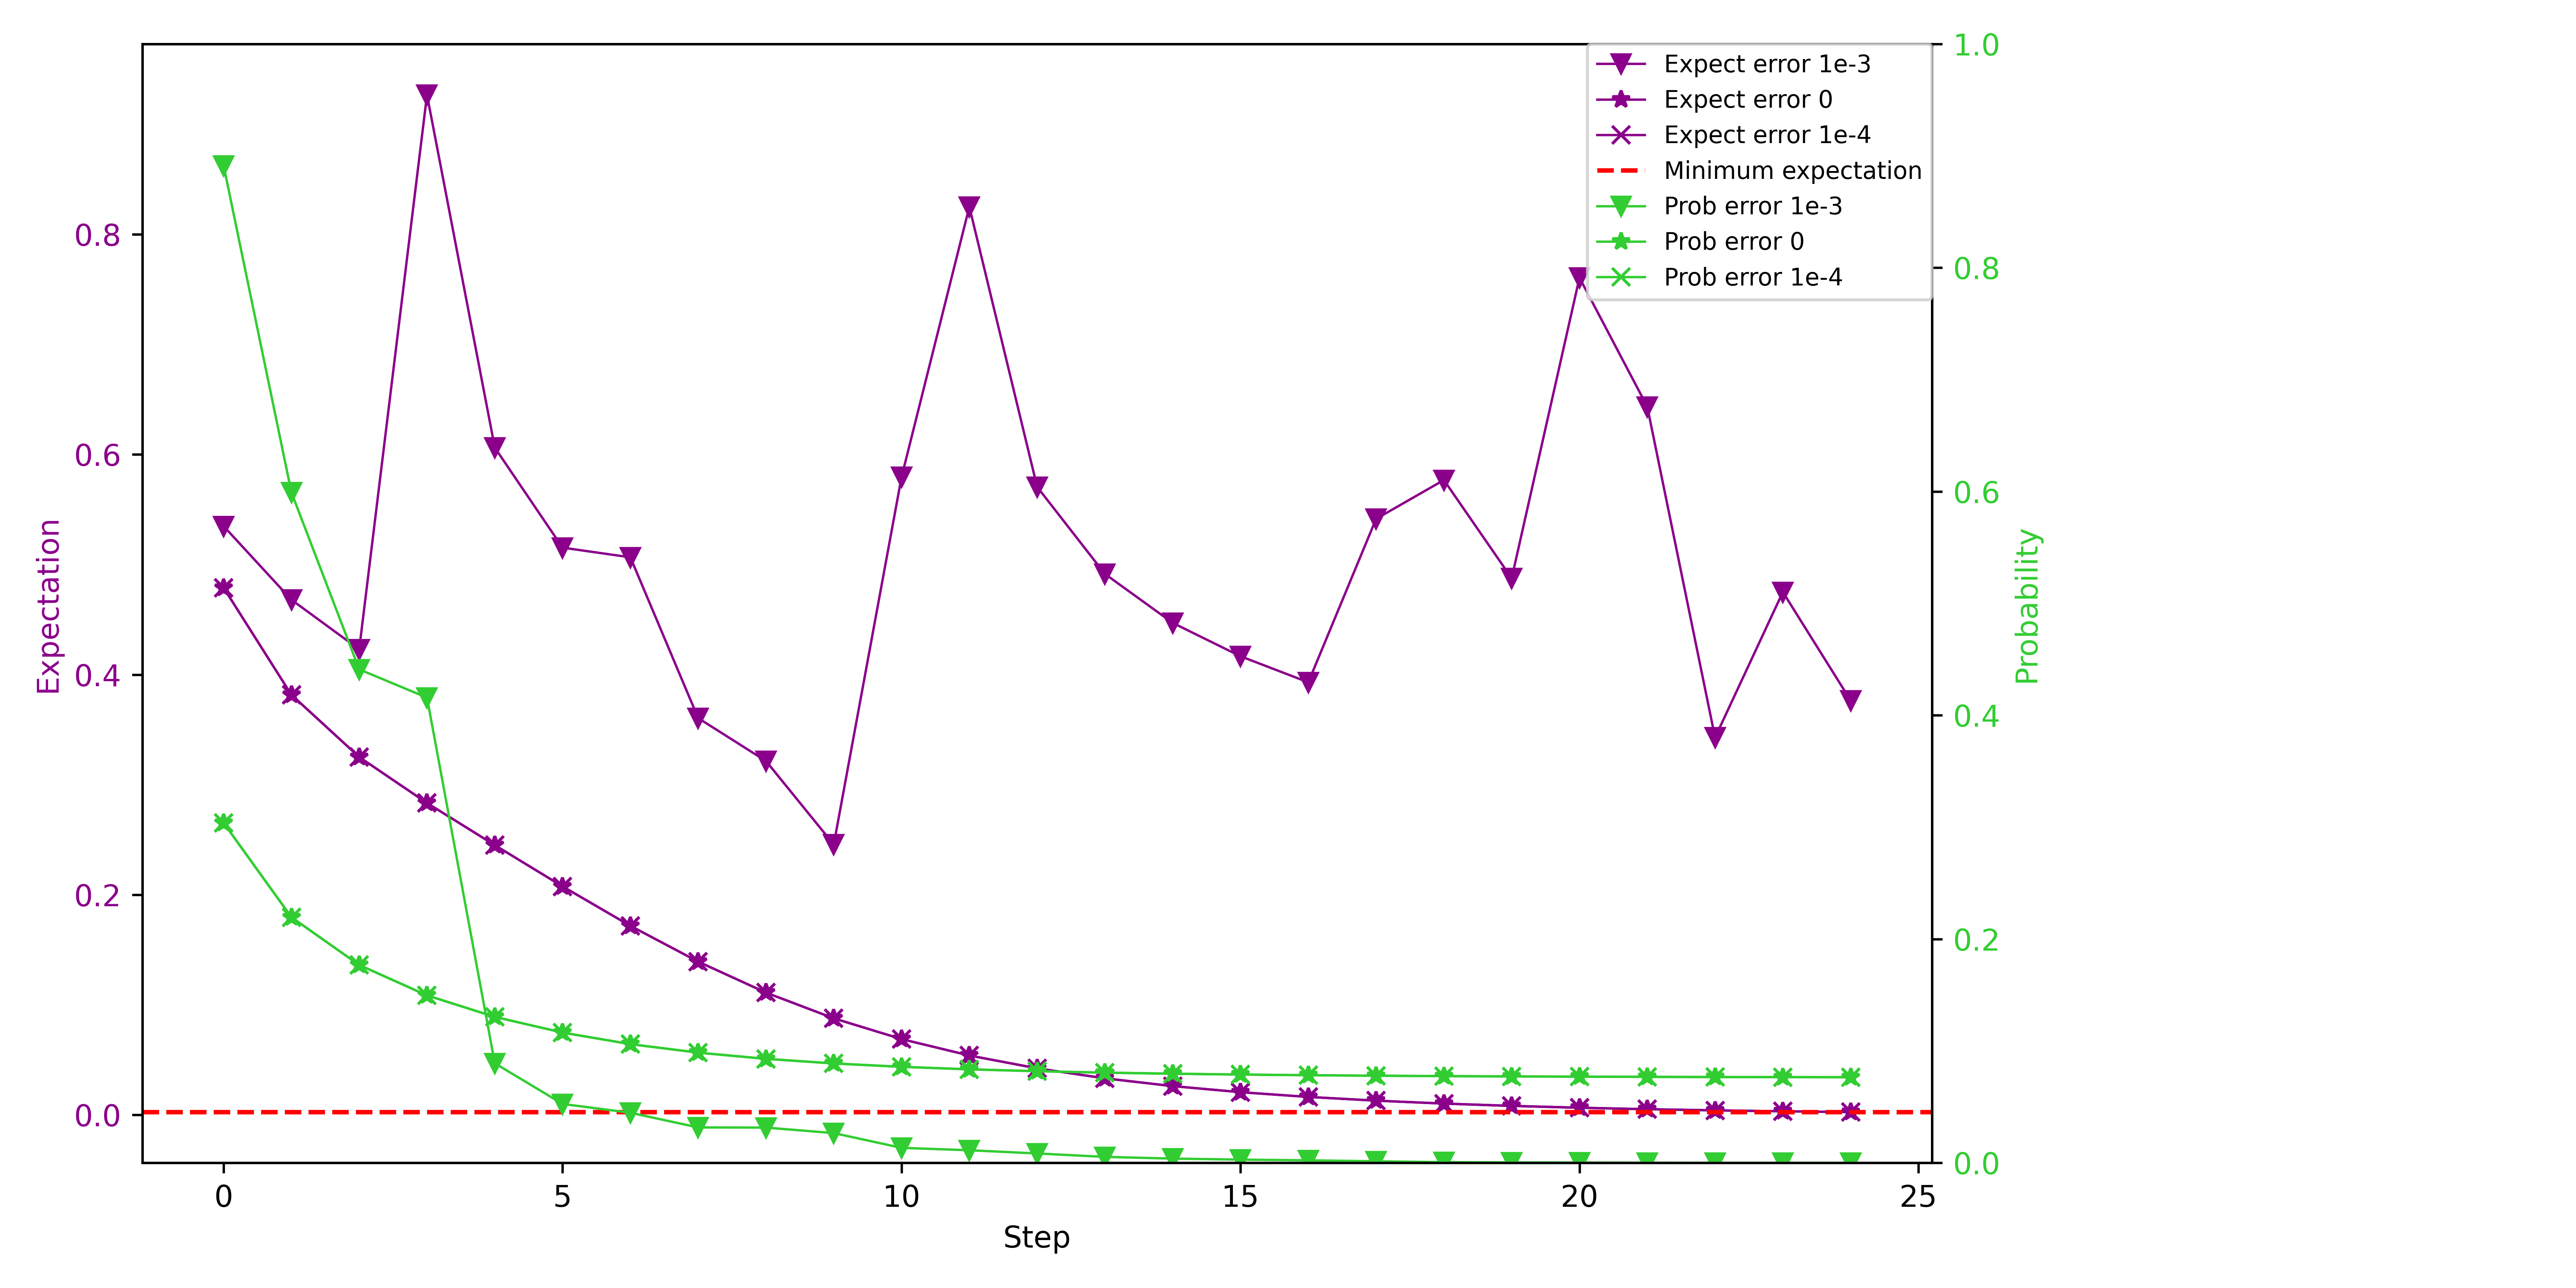 Expect error 1e-3
Expect error 0
Expect error 1e-4
Minimum expectation
Prob error 1e-3
Prob error 0
Prob error 1e-4
Expectation
0.8
0.6
0.4
0.2
0.0
1.0
0.8
0.6
0.4
0.2
0.0
Probability
0 5 10 15 20 25
Step